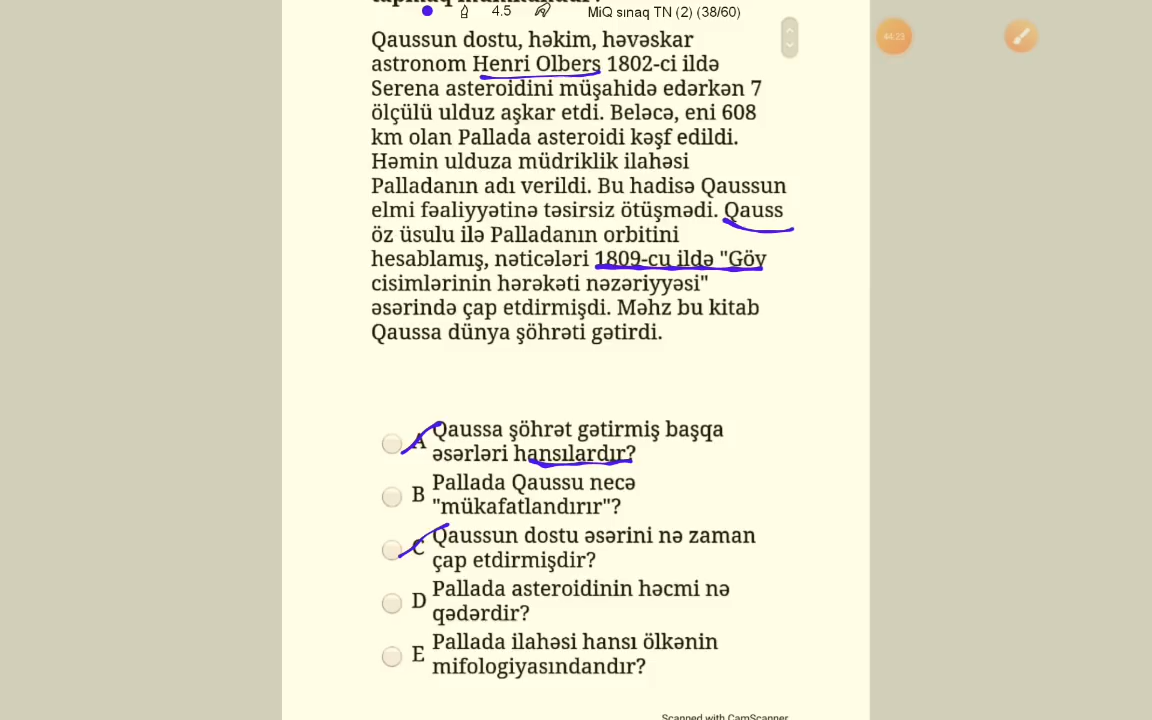 4.5 MiQ sınaq TN (2) (38/60)
44:23
Qaussun dostu, həkim, həvəskar
astronom Henri Olbers 1802-ci ildə
Serena asteroidini müşahidə edərkən 7
ölçülü ulduz aşkar etdi. Beləcə, eni 608
km olan Pallada asteroidi kəşf edildi.
Həmin ulduza müdriklik ilahəsi
Palladanın adı verildi. Bu hadisə Qaussun
elmi fəaliyyətinə təsirsiz ötüşmədi. Qauss
öz üsulu ilə Palladanın orbitini
hesablamış, nəticələri 1809-cu ildə "Göy
cisimlərinin hərəkəti nəzəriyyəsi"
əsərində çap etdirmişdi. Məhz bu kitab
Qaussa dünya şöhrəti gətirdi.
A Qaussa şöhrət gətirmiş başqa
əsərləri hansılardır?
B Pallada Qaussu necə
"mükafatlandırır"?
C Qaussun dostu əsərini nə zaman
çap etdirmişdir?
D Pallada asteroidinin həcmi nə
qədərdir?
E Pallada ilahəsi hansı ölkənin
mifologiyasındandır?
Scanned with CamScanner